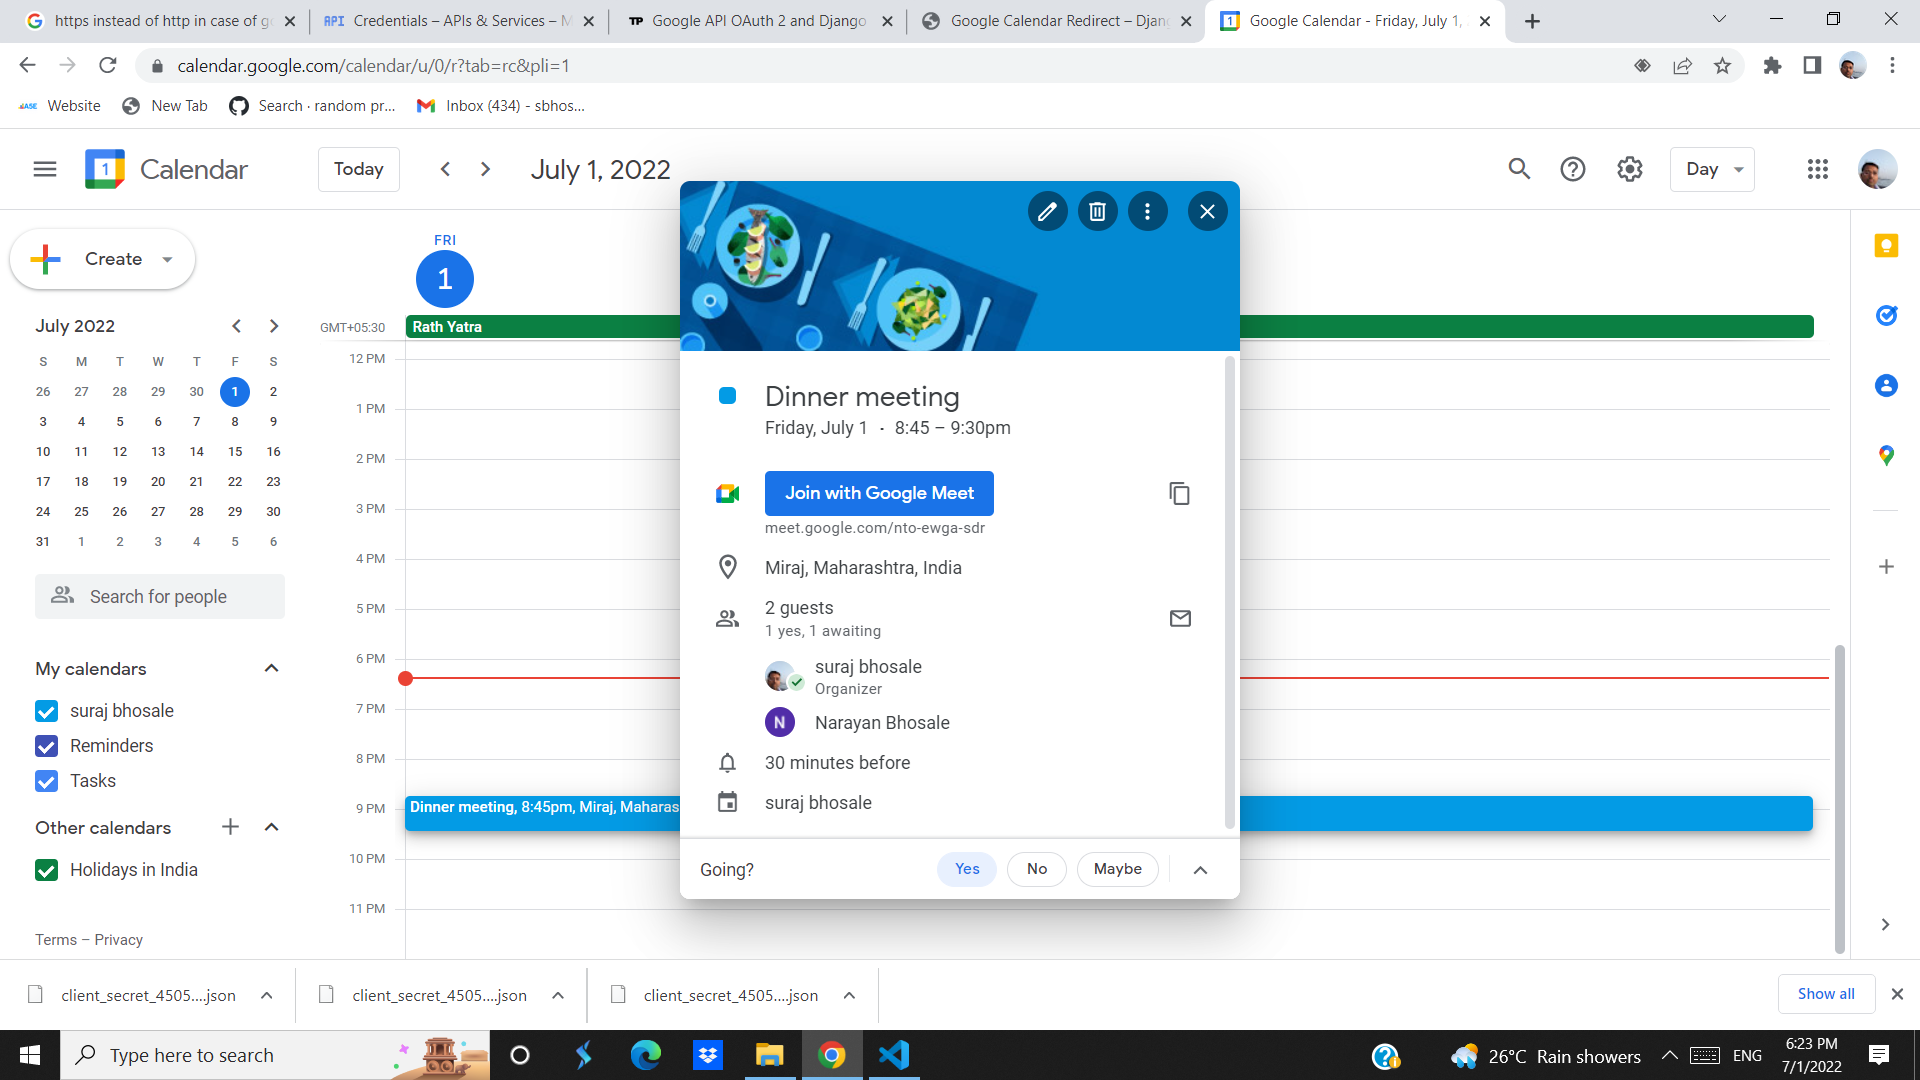 https instead of http in case of go
API Credentials – APIs & Services – M
TP Google API OAuth 2 and Django
Google Calendar Redirect – Djang
1 Google Calendar - Friday, July 1,
calendar.google.com/calendar/u/0/r?tab=rc&pli=1
Website
New Tab
Search · random pr...
Inbox (434) - sbhos...
1 Calendar
Today
July 1, 2022
Day
Create
FRI
1
July 2022
GMT+05:30
Rath Yatra
S M T W T F S
26 27 28 29 30 1 2
3 4 5 6 7 8 9
10 11 12 13 14 15 16
17 18 19 20 21 22 23
24 25 26 27 28 29 30
31 1 2 3 4 5 6
Search for people
My calendars
suraj bhosale
Reminders
Tasks
Other calendars
Holidays in India
Terms – Privacy
12 PM
1 PM
2 PM
3 PM
4 PM
5 PM
6 PM
7 PM
8 PM
9 PM
10 PM
11 PM
Dinner meeting, 8:45pm, Miraj, Maharas
Dinner meeting
Friday, July 1 · 8:45 – 9:30pm
Join with Google Meet
meet.google.com/nto-ewga-sdr
Miraj, Maharashtra, India
2 guests
1 yes, 1 awaiting
suraj bhosale
Organizer
N Narayan Bhosale
30 minutes before
suraj bhosale
Going?
Yes
No
Maybe
client_secret_4505....json
client_secret_4505....json
client_secret_4505....json
Show all
Type here to search
26°C Rain showers
ENG
6:23 PM
7/1/2022